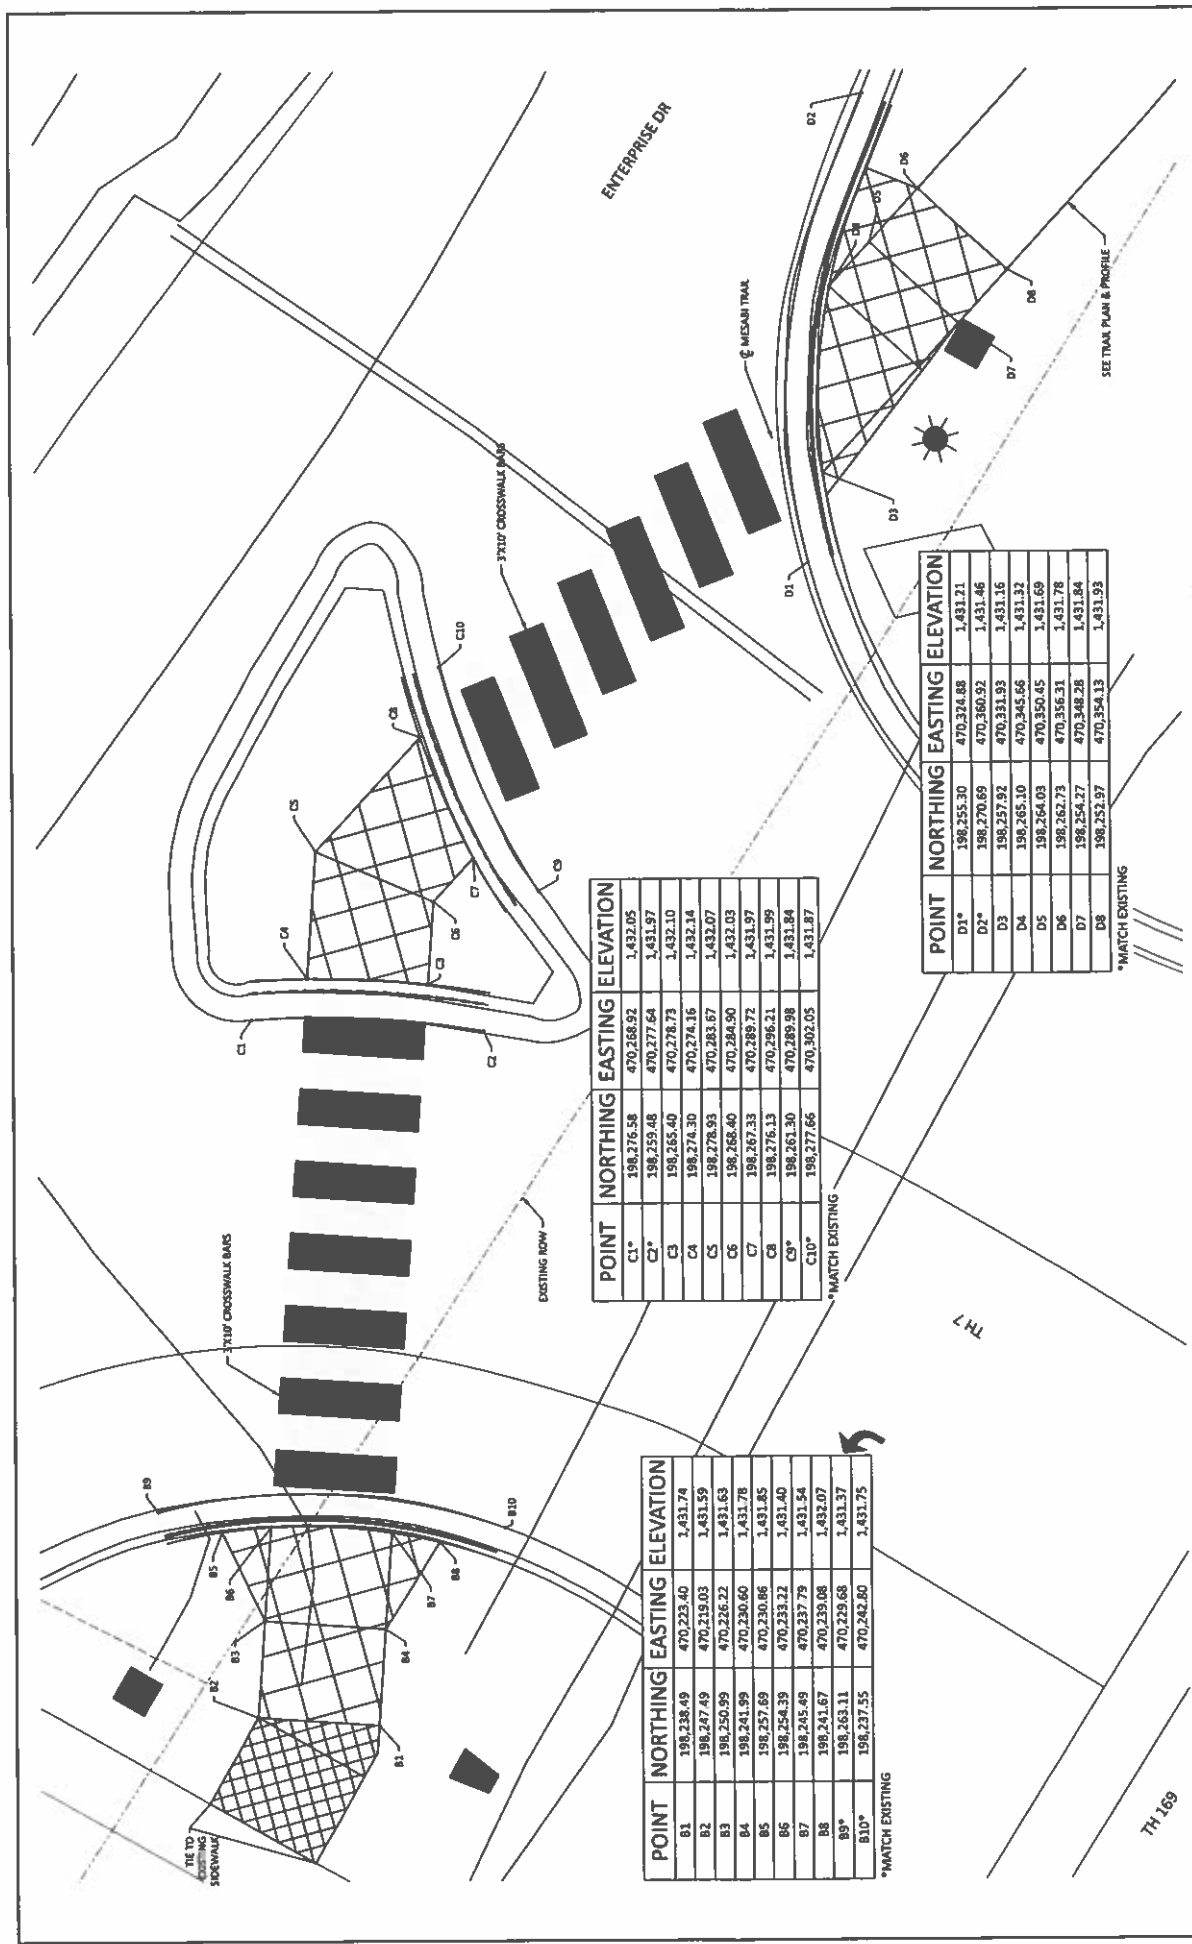 ENTERPRISE DR
D2
D6
D5
D4
D8
D7
SEE TRAIL PLAN & PROFILE
℄ MESABI TRAIL
D3
D1
3'X10' CROSSWALK BARS
C10
C8
C5
C7
C9
C6
C4
C3
C1
C2
EXISTING ROW
3'X10' CROSSWALK BARS
B9
B10
B5
B6
B7
B8
B3
B4
B2
B1
TIE TO
EXISTING
SIDEWALK
TH 7
TH 169
POINT NORTHING EASTING ELEVATION
B1 198,238.49 470,223.40 1,431.74
B2 198,247.49 470,219.03 1,431.59
B3 198,250.99 470,226.22 1,431.63
B4 198,241.99 470,230.60 1,431.78
B5 198,257.69 470,230.86 1,431.85
B6 198,254.39 470,233.22 1,431.40
B7 198,245.49 470,237.79 1,431.54
B8 198,241.67 470,239.08 1,432.07
B9* 198,263.11 470,229.68 1,431.37
B10* 198,237.55 470,242.80 1,431.75
*MATCH EXISTING
POINT NORTHING EASTING ELEVATION
C1* 198,276.58 470,268.92 1,432.05
C2* 198,259.48 470,277.64 1,431.97
C3 198,265.40 470,278.73 1,432.10
C4 198,274.30 470,274.16 1,432.14
C5 198,278.93 470,283.67 1,432.07
C6 198,268.40 470,284.90 1,432.03
C7 198,267.33 470,289.72 1,431.97
C8 198,276.13 470,296.21 1,431.99
C9* 198,261.30 470,289.98 1,431.84
C10* 198,277.66 470,302.05 1,431.87
*MATCH EXISTING
POINT NORTHING EASTING ELEVATION
D1* 198,255.30 470,324.88 1,431.21
D2* 198,270.69 470,360.92 1,431.46
D3 198,257.92 470,331.93 1,431.16
D4 198,265.10 470,345.66 1,431.32
D5 198,264.03 470,350.45 1,431.69
D6 198,262.73 470,356.31 1,431.78
D7 198,254.27 470,348.28 1,431.84
D8 198,252.97 470,354.13 1,431.93
*MATCH EXISTING